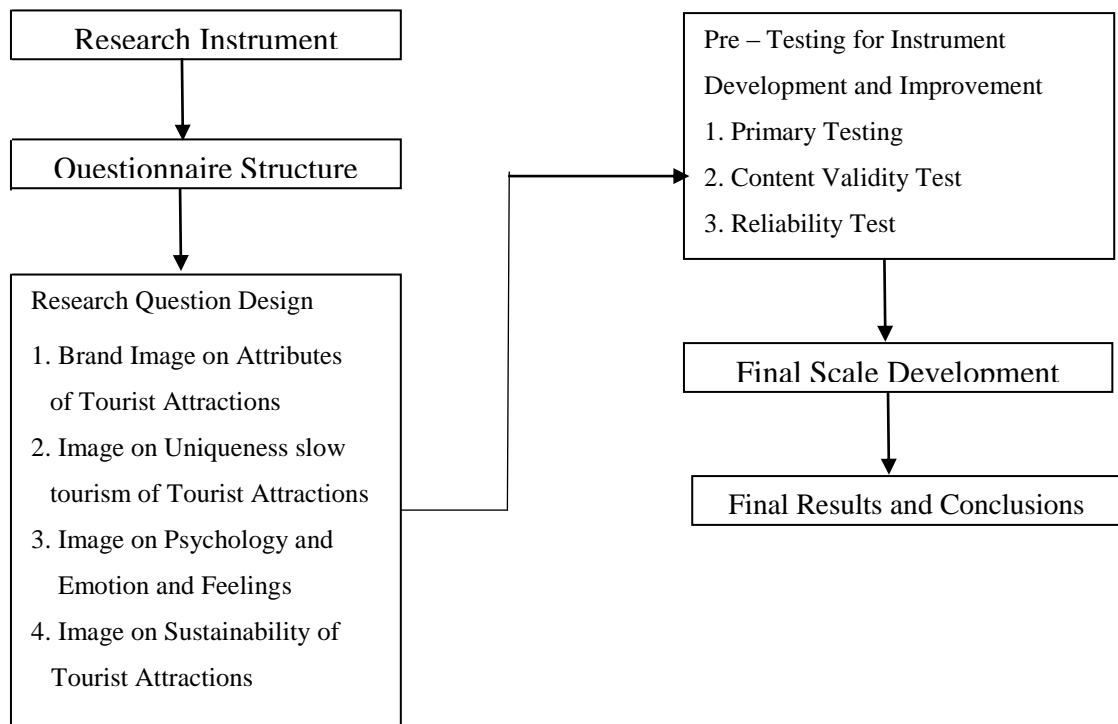 Research Instrument
Questionnaire Structure
Research Question Design
1. Brand Image on Attributes
of Tourist Attractions
2. Image on Uniqueness slow
tourism of Tourist Attractions
3. Image on Psychology and
Emotion and Feelings
4. Image on Sustainability of
Tourist Attractions
Pre – Testing for Instrument
Development and Improvement
1. Primary Testing
2. Content Validity Test
3. Reliability Test
Final Scale Development
Final Results and Conclusions